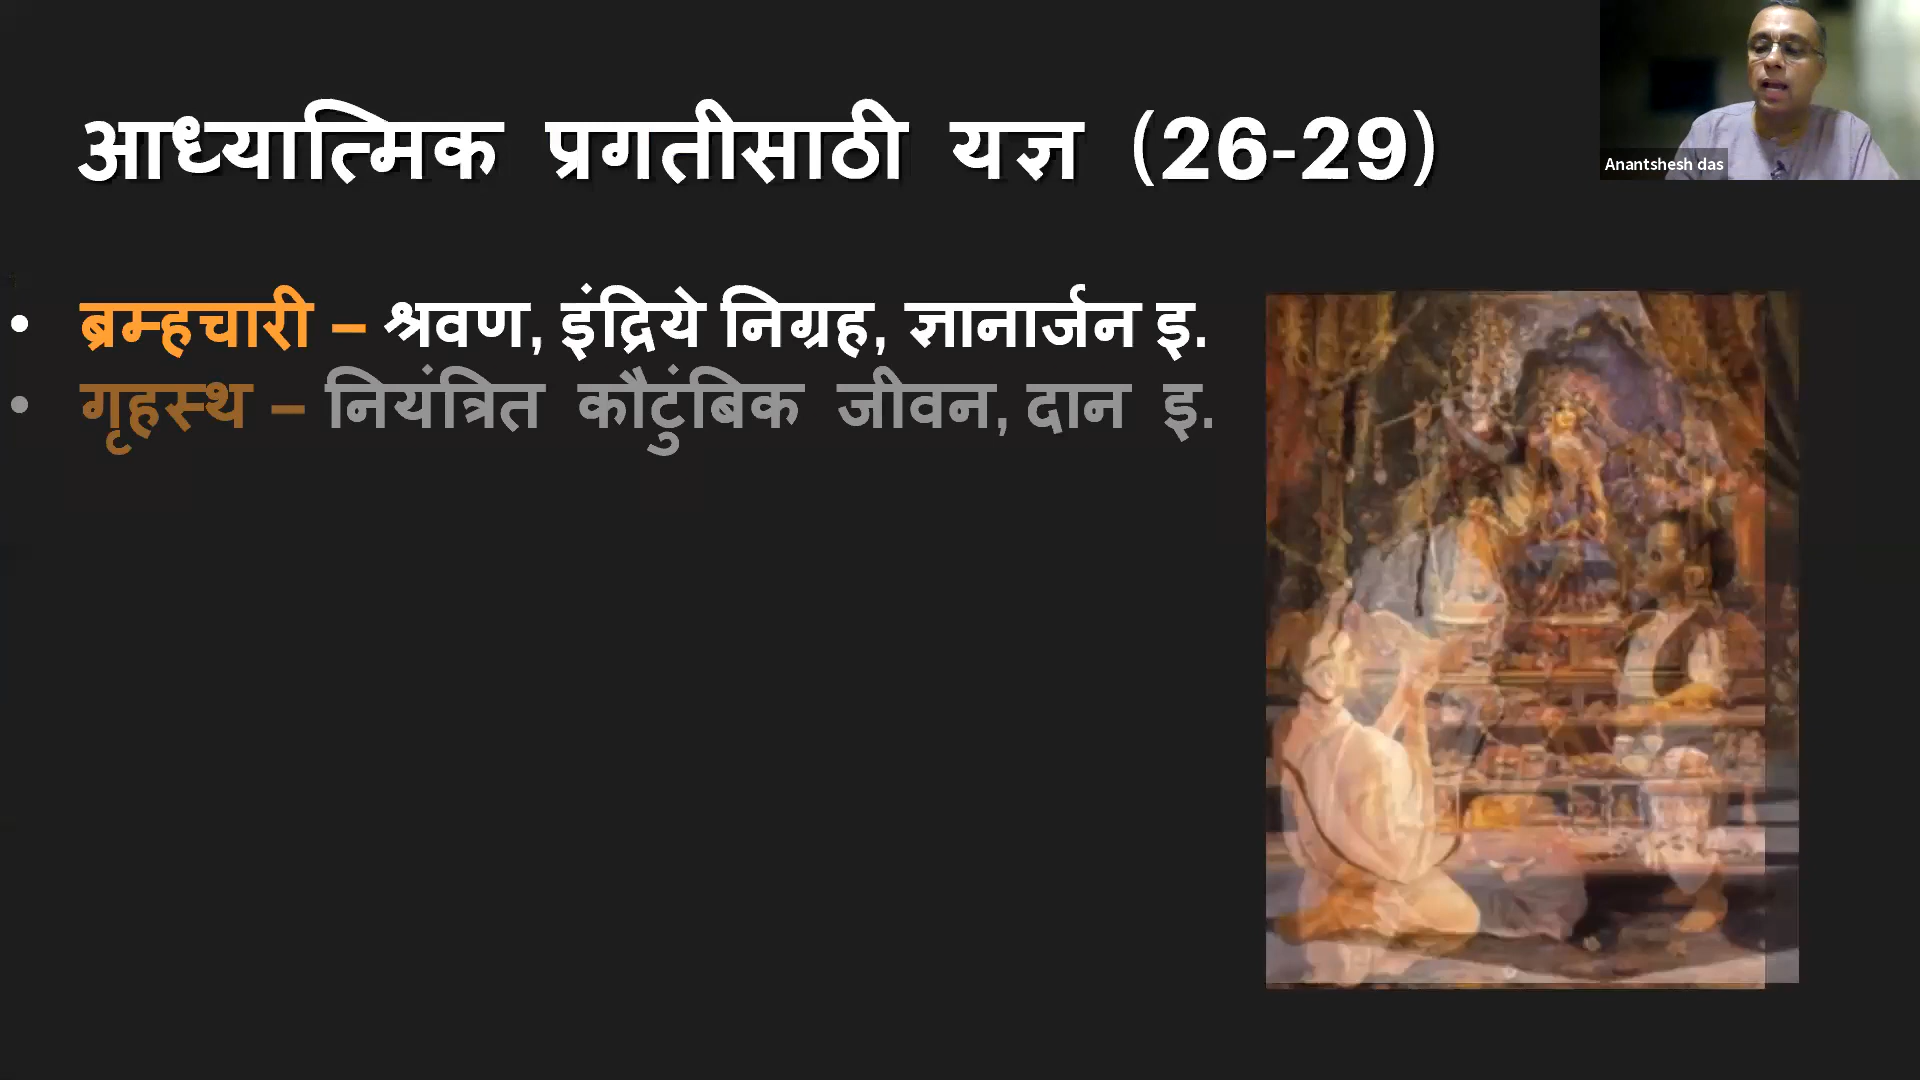 आध्यात्मिक प्रगतीसाठी यज्ञ (26-29)
Anantshesh das
• ब्रम्हचारी – श्रवण, इंद्रिये निग्रह, ज्ञानार्जन इ.
• गृहस्थ – नियंत्रित कौटुंबिक जीवन, दान इ.